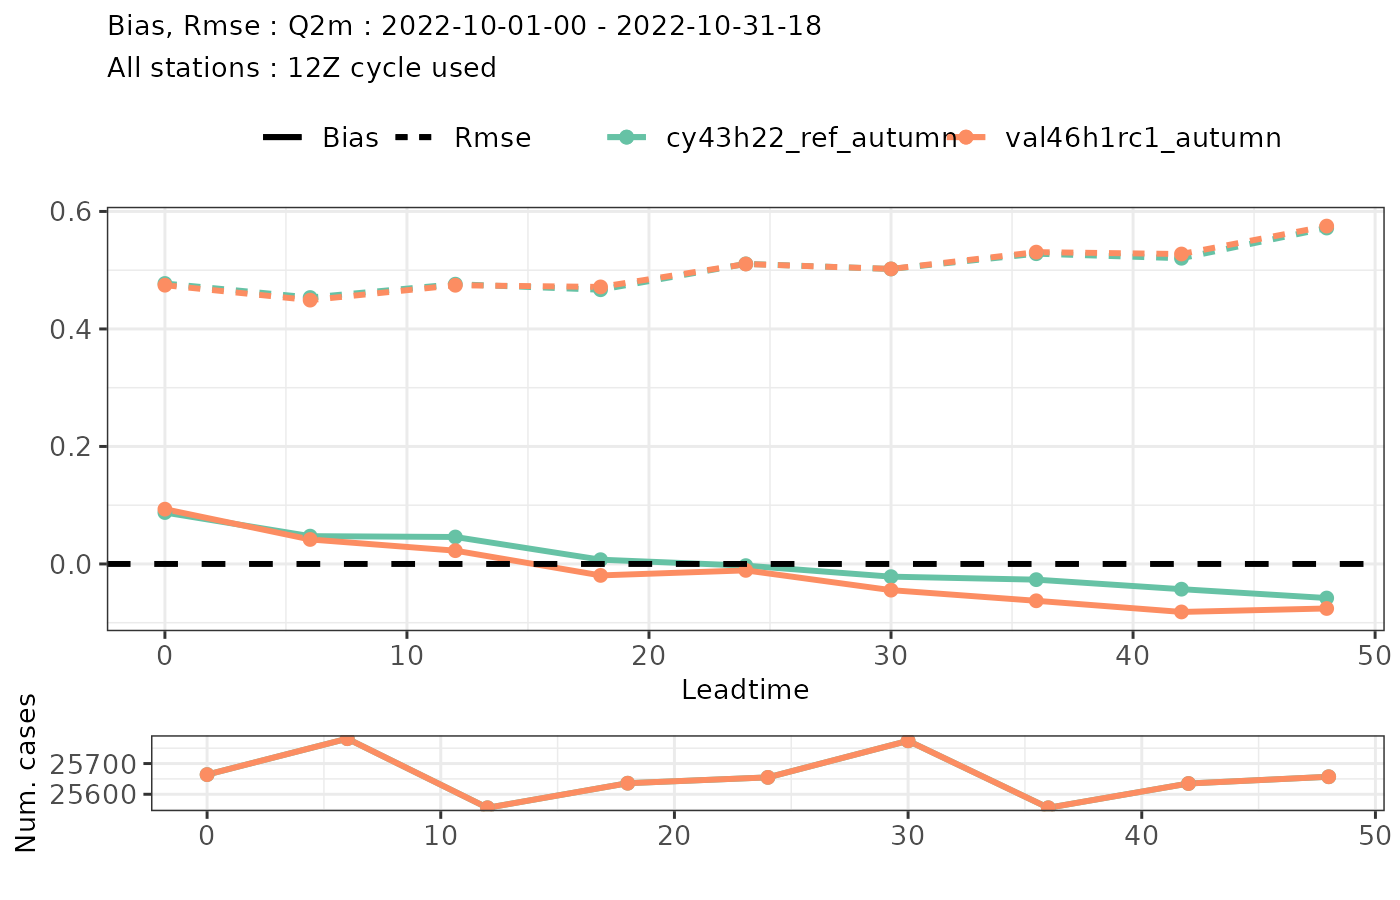 Bias, Rmse : Q2m : 2022-10-01-00 - 2022-10-31-18
All stations : 12Z cycle used
Bias Rmse cy43h22_ref_autumn val46h1rc1_autumn
0.6
0.4
0.2
0.0
0 10 20 30 40 50
Leadtime
Num. cases
25700
25600
0 10 20 30 40 50